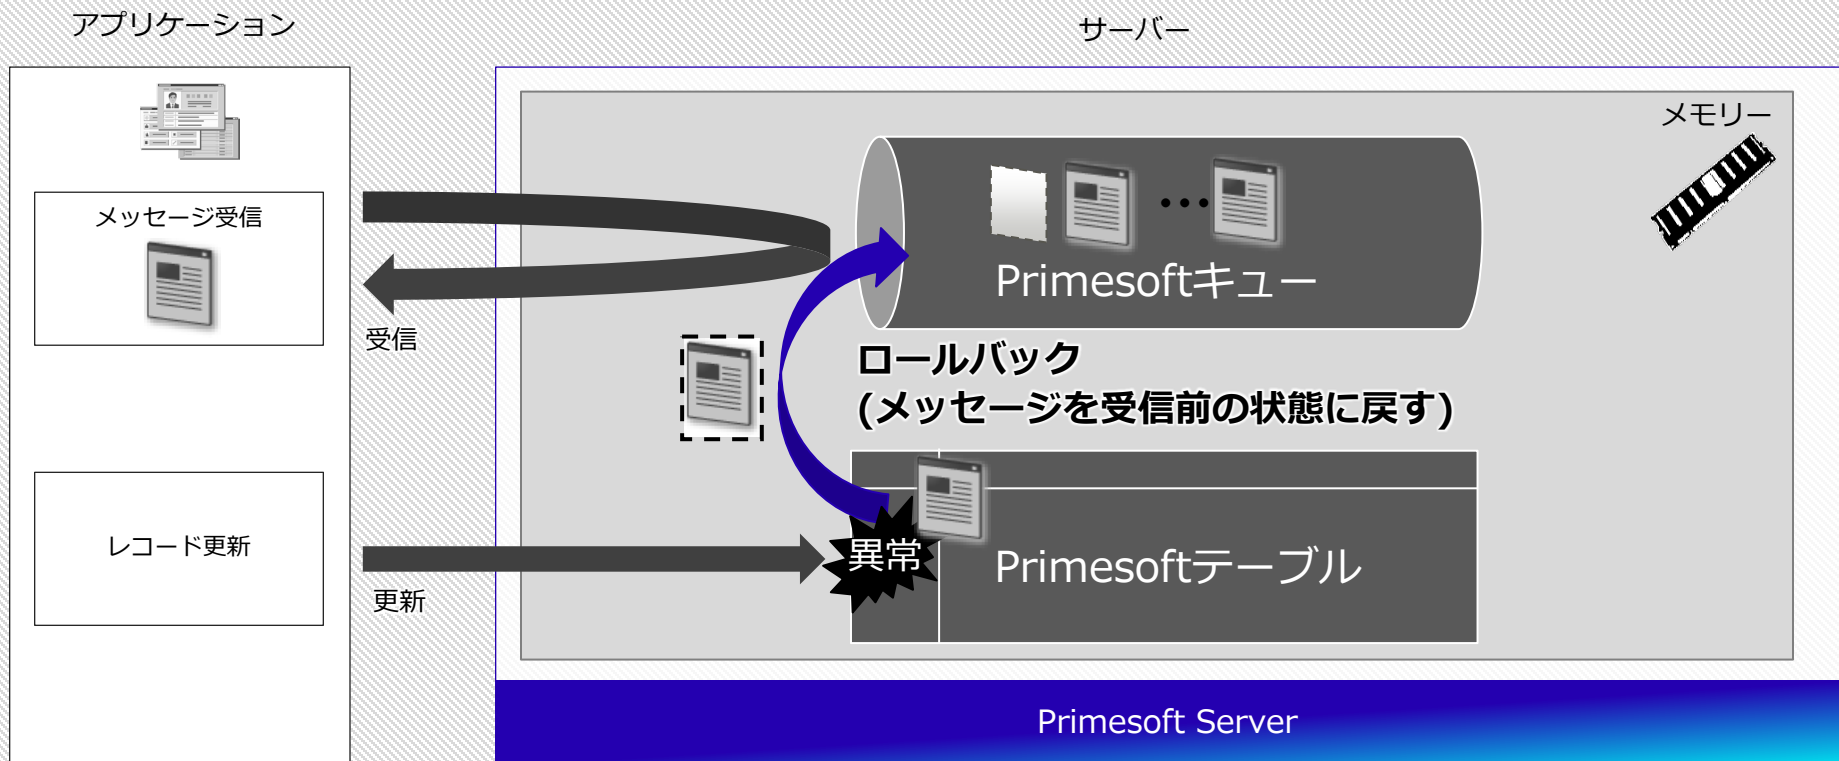 アプリケーション
サーバー
メモリー
メッセージ受信
Primesoftキュー
受信
ロールバック
(メッセージを受信前の状態に戻す)
レコード更新
異常
Primesoftテーブル
更新
Primesoft Server